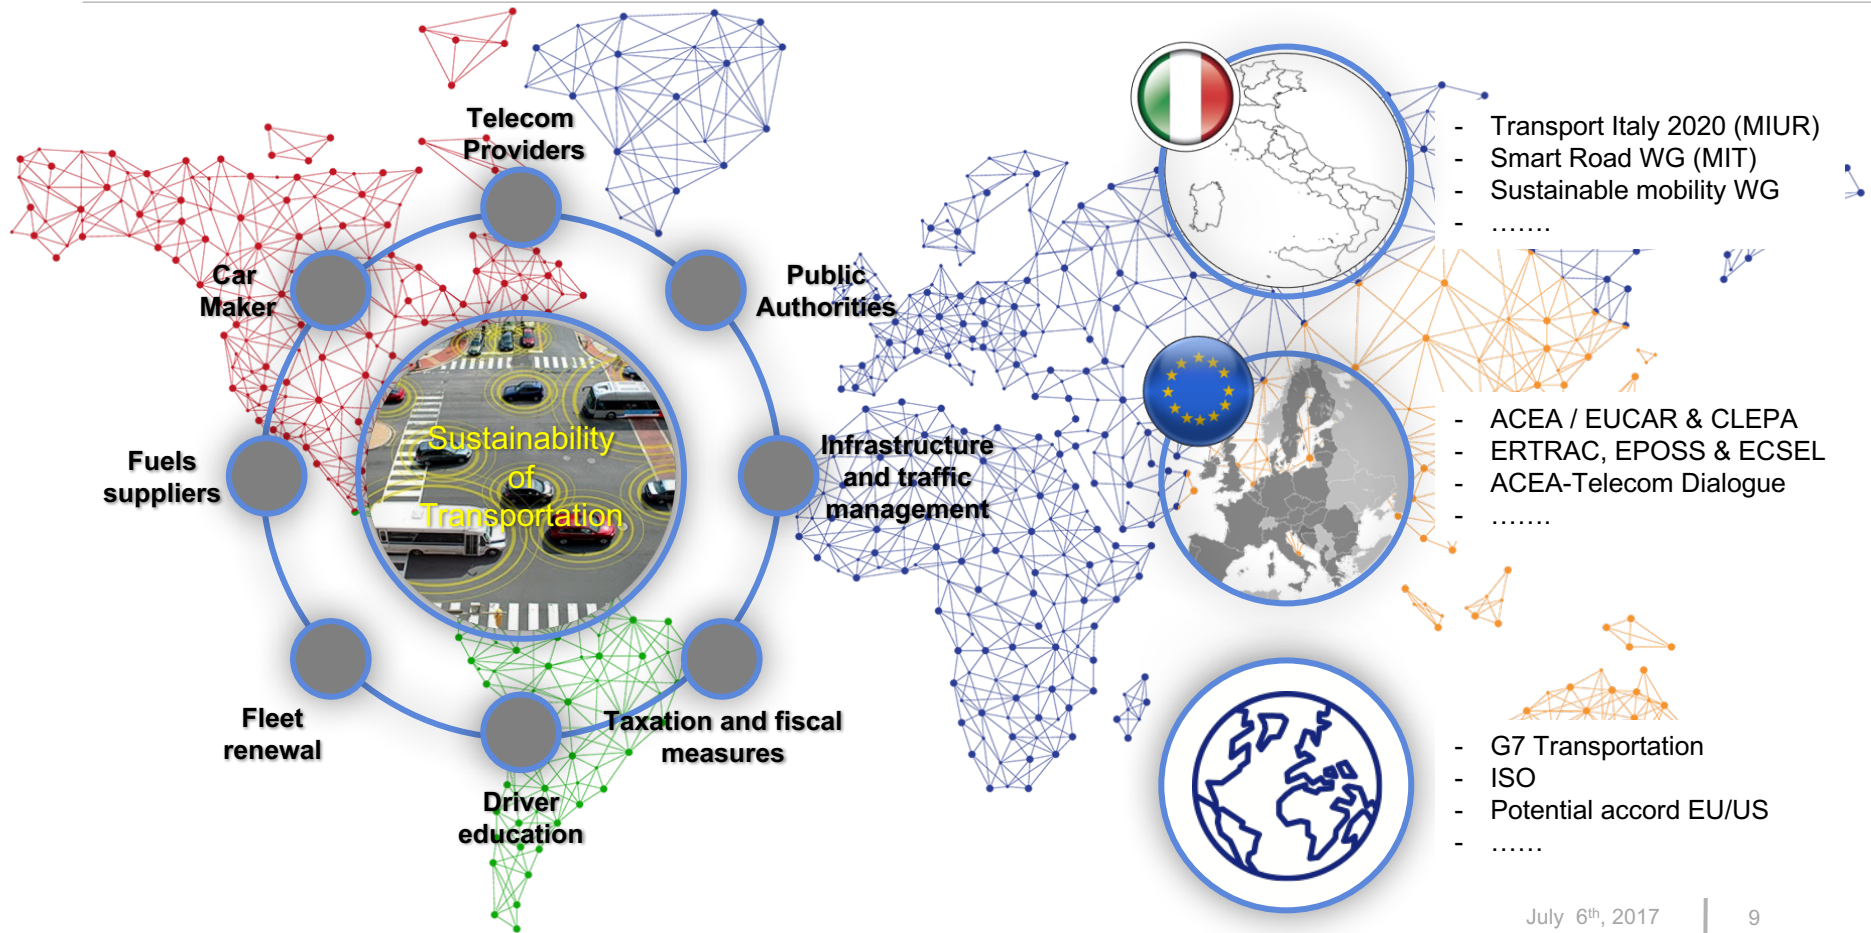 Telecom
Providers
Car
Maker
Public
Authorities
Sustainability
of
Transportation
Fuels
suppliers
Infrastructure
and traffic
management
Fleet
renewal
Taxation and fiscal
measures
Driver
education
- Transport Italy 2020 (MIUR)
- Smart Road WG (MIT)
- Sustainable mobility WG
- …….
- ACEA / EUCAR & CLEPA
- ERTRAC, EPOSS & ECSEL
- ACEA-Telecom Dialogue
- …….
- G7 Transportation
- ISO
- Potential accord EU/US
- ……
July 6th, 2017
9